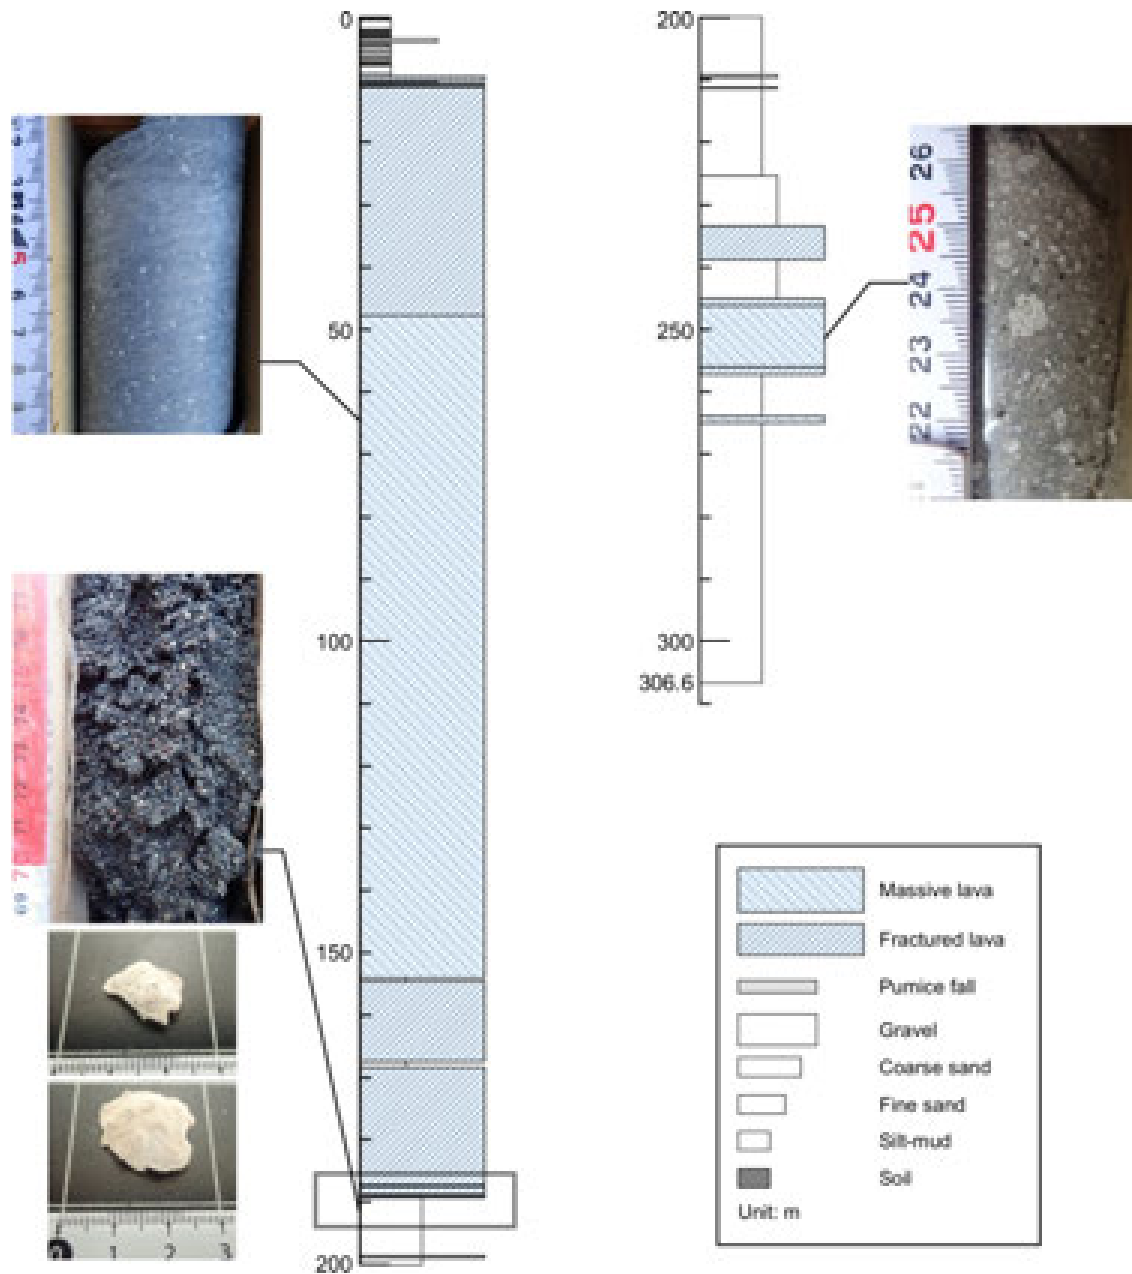 0
50
100
150
200
200
250
300
306.6
26
25
24
23
22
1
2
3
Massive lava
Fractured lava
Pumice fall
Gravel
Coarse sand
Fine sand
Silt-mud
Soil
Unit: m